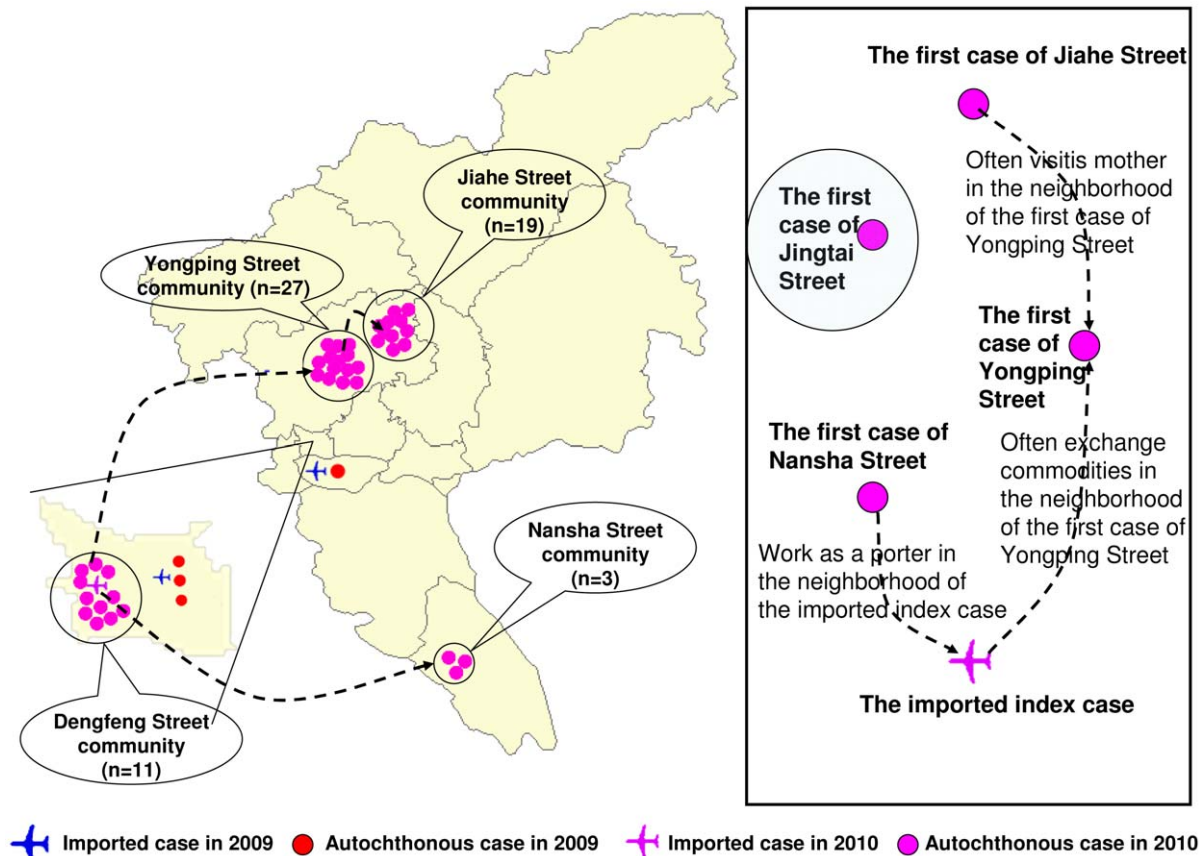 Jiahe Street
community
(n=19)
Yongping Street
community (n=27)
Nansha Street
community
(n=3)
Dengfeng Street
community
(n=11)
The first case of Jiahe Street
Often visitis mother
in the neighborhood
of the first case of
Yongping Street
The first
case of
Jingtai
Street
The first
case of
Yongping
Street
The first case of
Nansha Street
Often exchange
commodities in
the neighborhood
of the first case of
Yongping Street
Work as a porter in
the neighborhood of
the imported index case
The imported index case
Imported case in 2009
Autochthonous case in 2009
Imported case in 2010
Autochthonous case in 2010